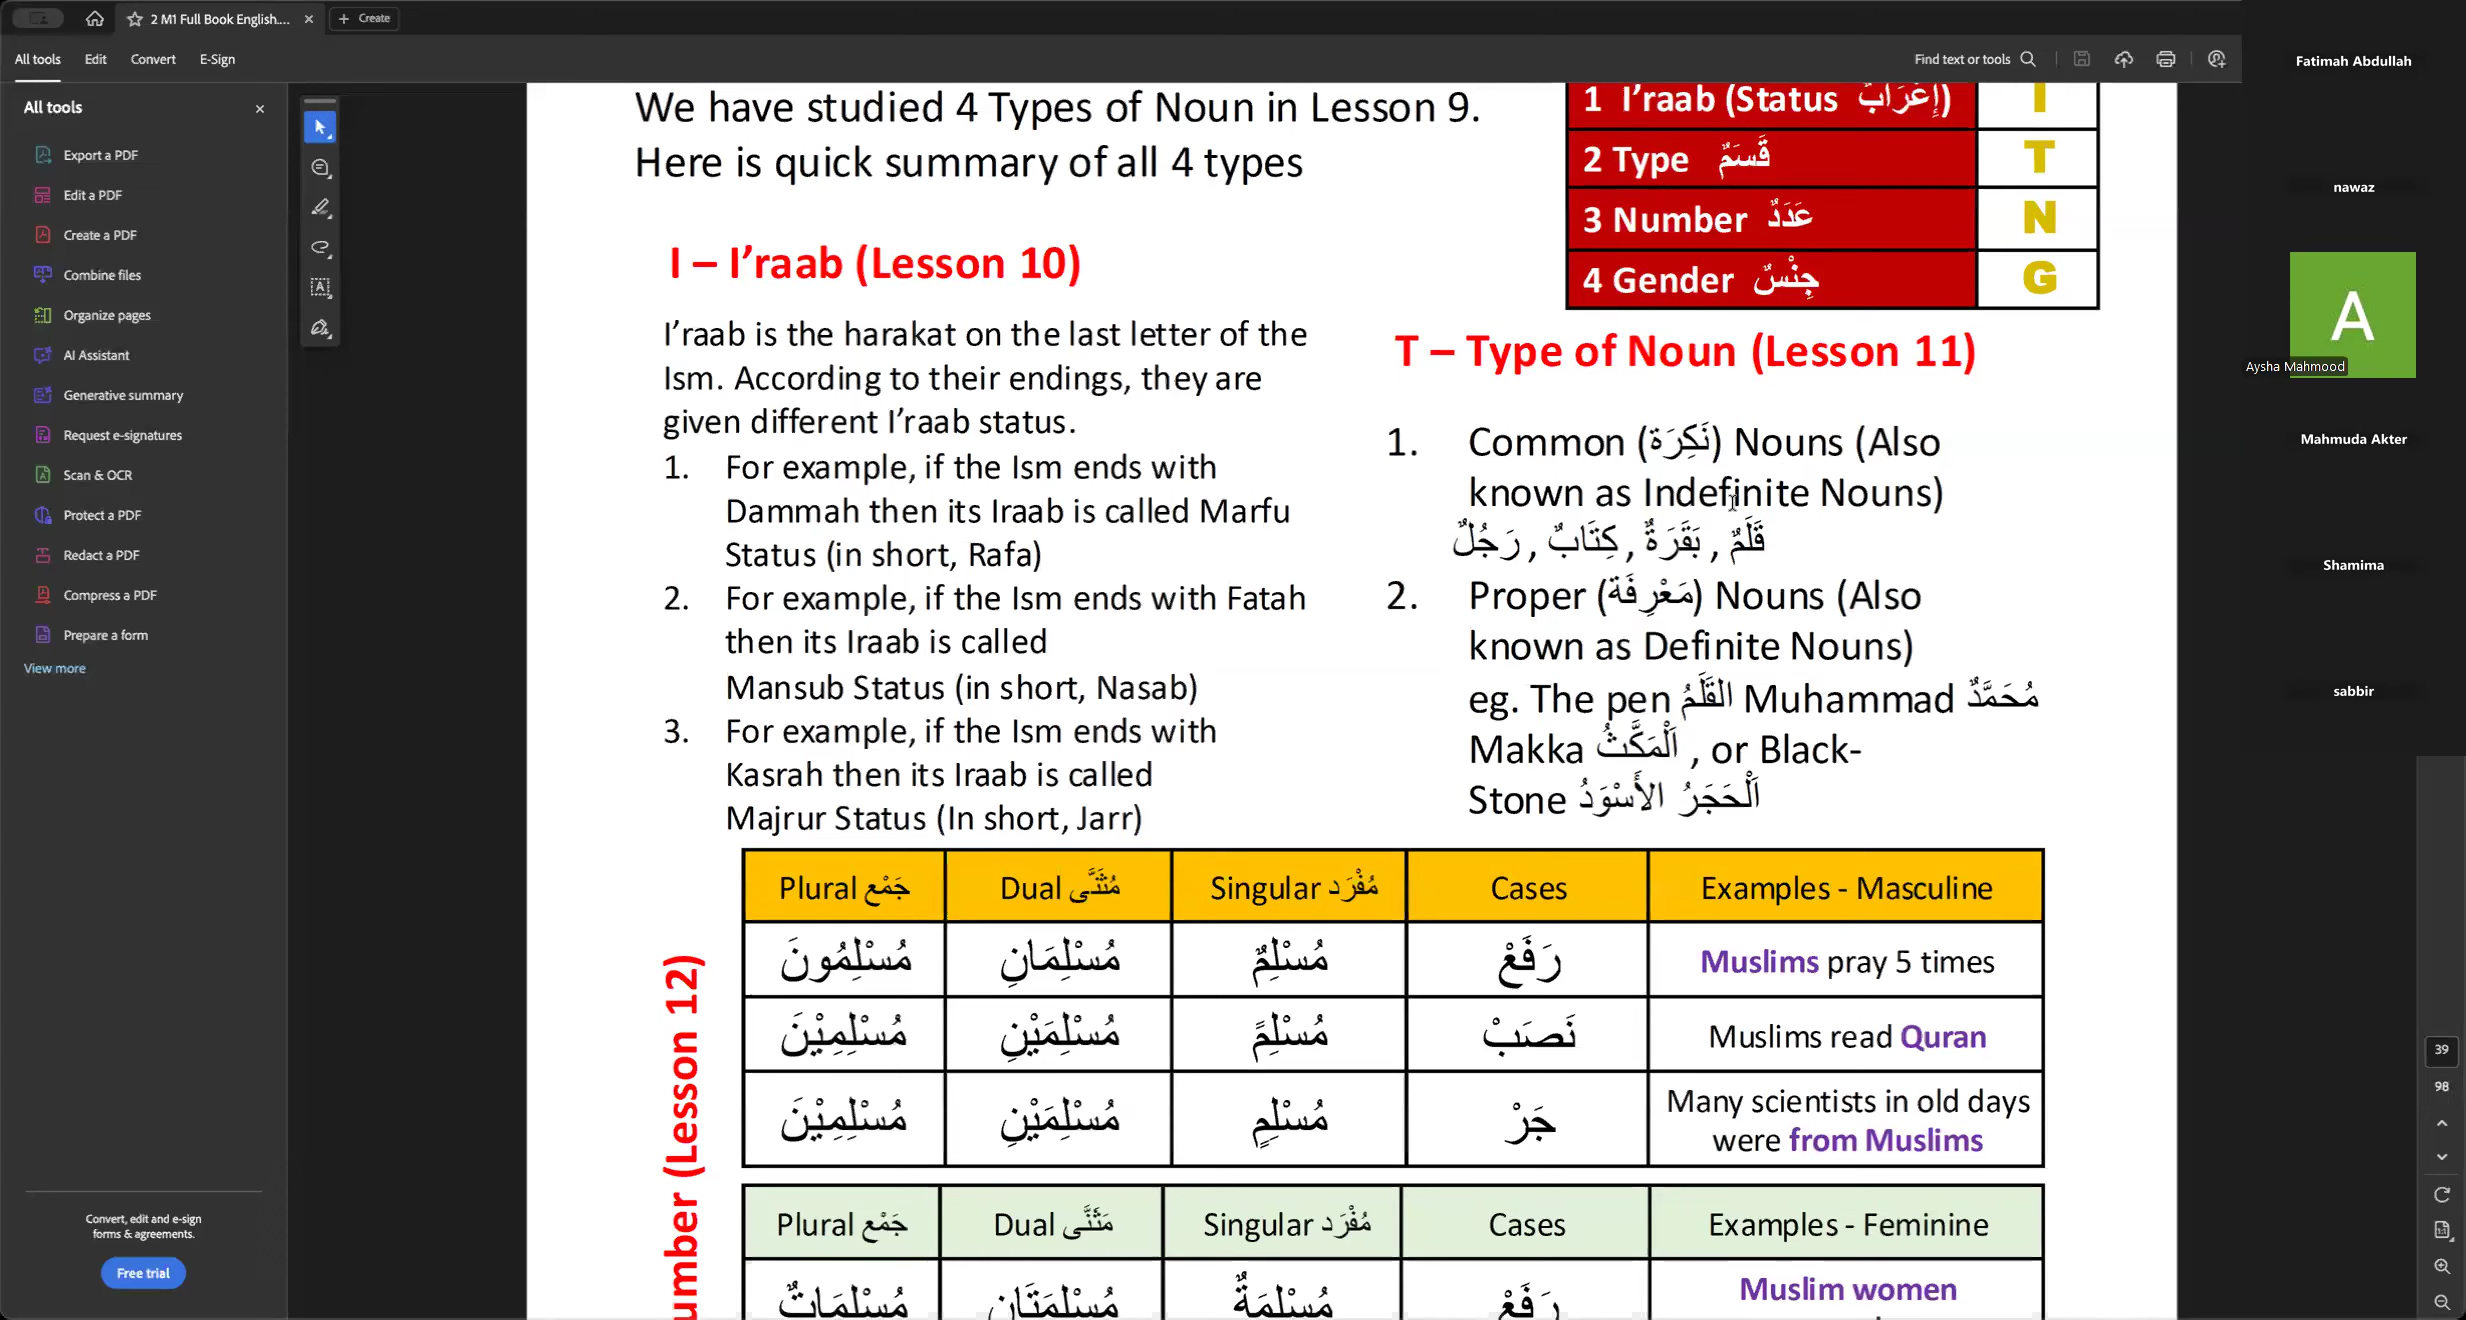 2 M1 Full Book English....
Create
All tools
Edit
Convert
E-Sign
Find text or tools
All tools
Export a PDF
Edit a PDF
Create a PDF
Combine files
Organize pages
AI Assistant
Generative summary
Request e-signatures
Scan & OCR
Protect a PDF
Redact a PDF
Compress a PDF
Prepare a form
View more
Convert, edit and e-sign
forms & agreements.
Free trial
We have studied 4 Types of Noun in Lesson 9.
Here is quick summary of all 4 types
1 I’raab (Status إِعْرَابٌ) I
2 Type قَسَمٌ T
3 Number عَدَدٌ N
4 Gender جِنْسٌ G
I – I’raab (Lesson 10)
I’raab is the harakat on the last letter of the
Ism. According to their endings, they are
given different I’raab status.
1. For example, if the Ism ends with
Dammah then its Iraab is called Marfu
Status (in short, Rafa)
2. For example, if the Ism ends with Fatah
then its Iraab is called
Mansub Status (in short, Nasab)
3. For example, if the Ism ends with
Kasrah then its Iraab is called
Majrur Status (In short, Jarr)
T – Type of Noun (Lesson 11)
1. Common (نَكِرَة) Nouns (Also
known as Indefinite Nouns)
قَلَمٌ , بَقَرَةٌ , كِتَابٌ , رَجُلٌ
2. Proper (مَعْرِفَة) Nouns (Also
known as Definite Nouns)
eg. The pen القَلَمُ Muhammad مُحَمَّدٌ
Makka اَلْمَكَّثُ , or Black-
Stone اَلْحَجَرُ الأَسْوَدُ
umber (Lesson 12)
Plural جَمْع Dual مُثَنَّى Singular مُفْرَد Cases Examples - Masculine
مُسْلِمُونَ مُسْلِمَانِ مُسْلِمٌ رَفَعْ Muslims pray 5 times
مُسْلِمِيْنَ مُسْلِمَيْنِ مُسْلِمً نَصَبْ Muslims read Quran
مُسْلِمِيْنَ مُسْلِمَيْنِ مُسْلِمٍ جَرْ Many scientists in old days
were from Muslims
Plural جَمْع Dual مَثَنَّى Singular مُفْرَد Cases Examples - Feminine
مُسْلِمَاتٌ مُسْلِمَتَانِ مُسْلِمَةٌ رَفَعْ Muslim women
Fatimah Abdullah
nawaz
A
Aysha Mahmood
Mahmuda Akter
Shamima
sabbir
39
98